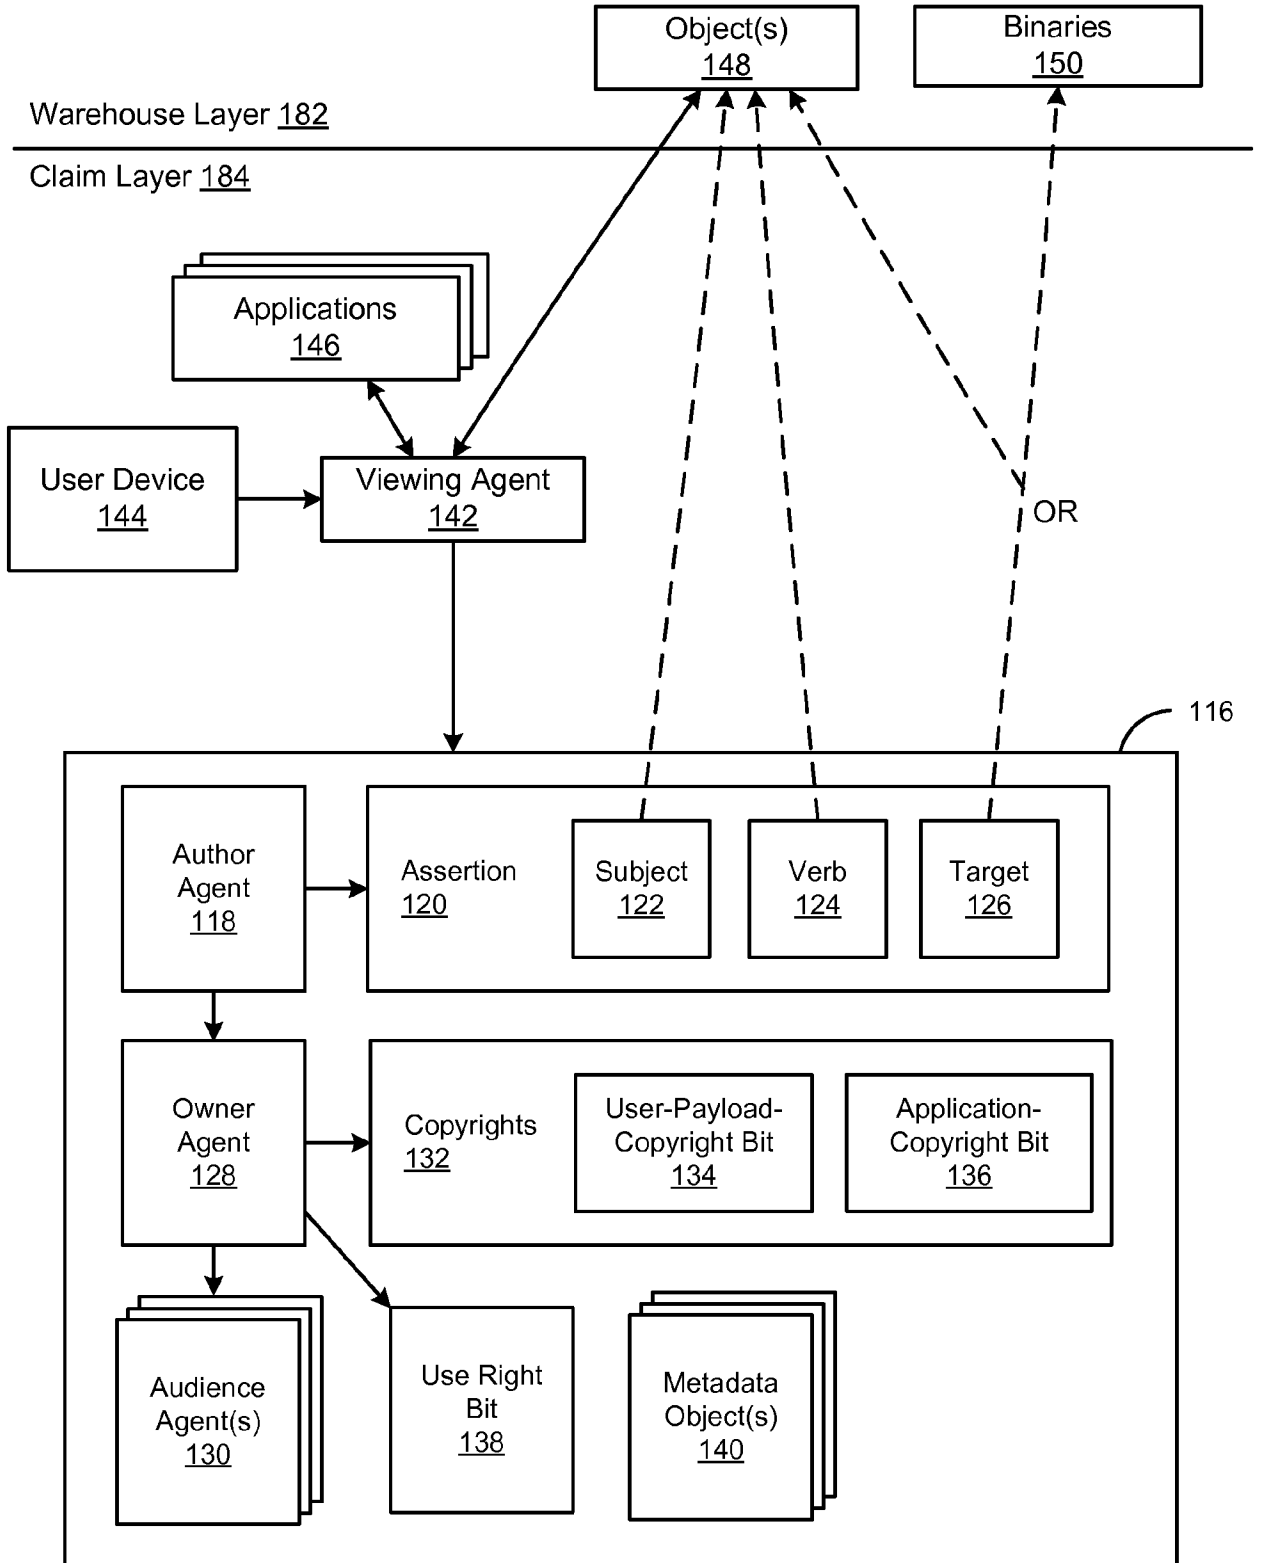 Object(s)
148
Binaries
150
Warehouse Layer 182
Claim Layer 184
Applications
146
User Device
144
Viewing Agent
142
OR
116
Author
Agent
118
Assertion
120
Subject
122
Verb
124
Target
126
Owner
Agent
128
Copyrights
132
User-Payload-
Copyright Bit
134
Application-
Copyright Bit
136
Audience
Agent(s)
130
Use Right
Bit
138
Metadata
Object(s)
140